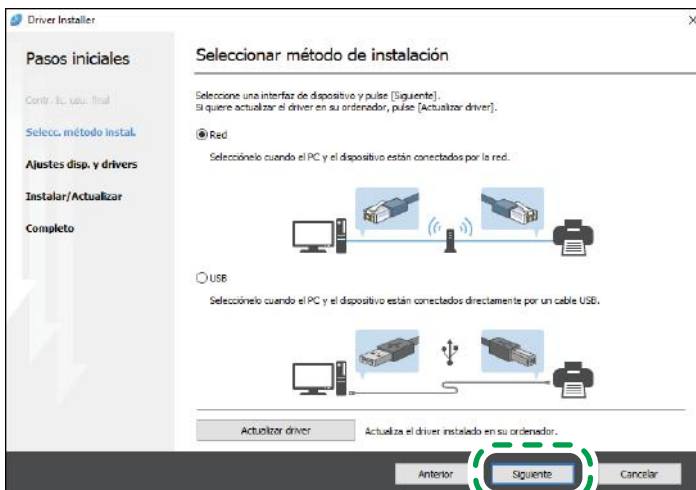 Driver Installer
Pasos iniciales
Contr. lic. usu. final
Selecc. método instal.
Ajustes disp. y drivers
Instalar/Actualizar
Completo
Seleccionar método de instalación
Seleccione una interfaz de dispositivo y pulse [Siguiente].
Si quiere actualizar el driver en su ordenador, pulse [Actualizar driver].
Red
Selecciónelo cuando el PC y el dispositivo están conectados por la red.
USB
Selecciónelo cuando el PC y el dispositivo están conectados directamente por un cable USB.
Actualizar driver
Actualiza el driver instalado en su ordenador.
Anterior
Siguiente
Cancelar